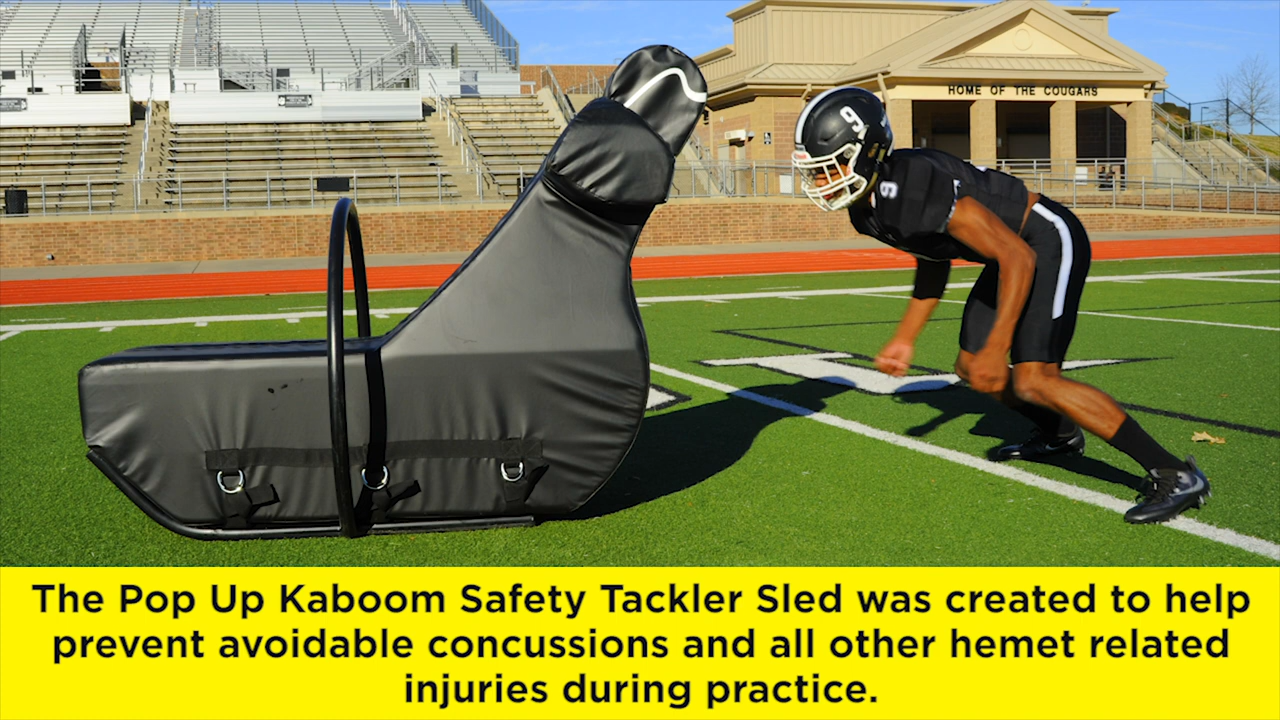 HOME OF THE COUGARS
9
9
The Pop Up Kaboom Safety Tackler Sled was created to help
prevent avoidable concussions and all other hemet related
injuries during practice.